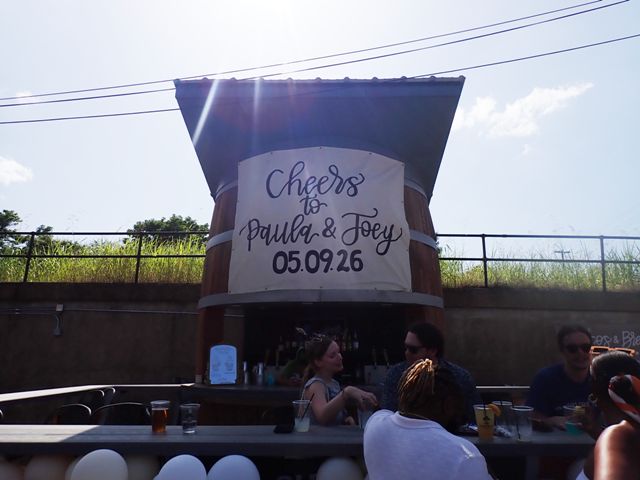 Cheers
to
Paula & Joey
05.09.26